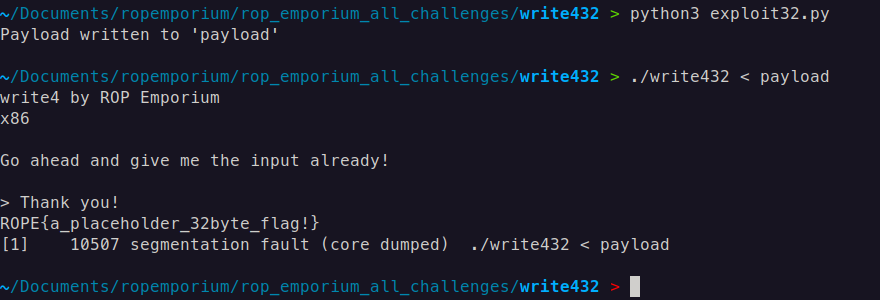 ~/Documents/ropemporium/rop_emporium_all_challenges/write432 > python3 exploit32.py
Payload written to 'payload'
~/Documents/ropemporium/rop_emporium_all_challenges/write432 > ./write432 < payload
write4 by ROP Emporium
x86
Go ahead and give me the input already!
> Thank you!
ROPE{a_placeholder_32byte_flag!}
[1]    10507 segmentation fault (core dumped)  ./write432 < payload
~/Documents/ropemporium/rop_emporium_all_challenges/write432 >